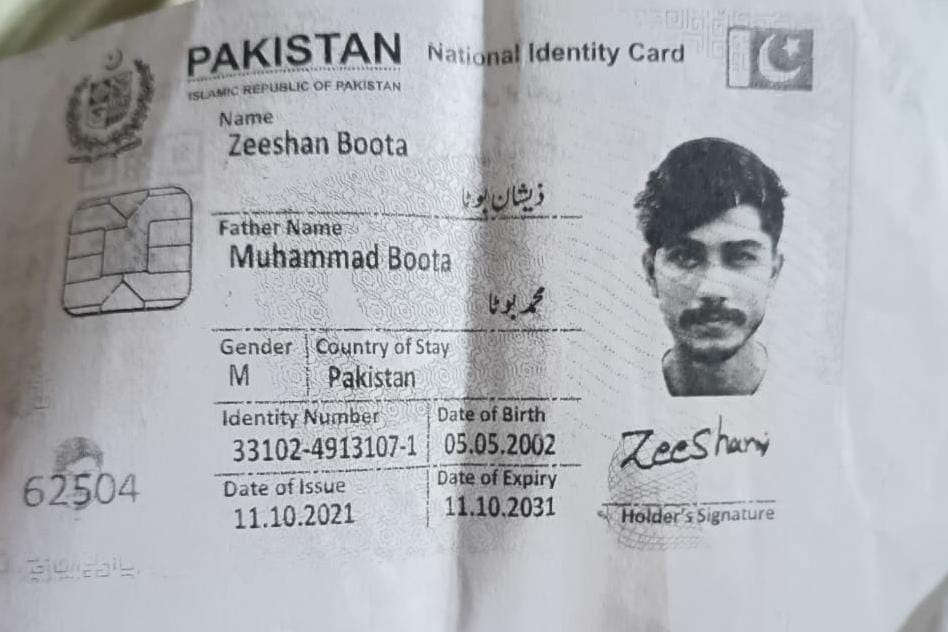 PAKISTAN National Identity Card
ISLAMIC REPUBLIC OF PAKISTAN
Name
Zeeshan Boota
ذیشان بوٹا
Father Name
Muhammad Boota
محمد بوٹا
Gender Country of Stay
M Pakistan
Identity Number Date of Birth
33102-4913107-1 05.05.2002
Date of Issue Date of Expiry
11.10.2021 11.10.2031
62504
ZeeShan
Holder's Signature